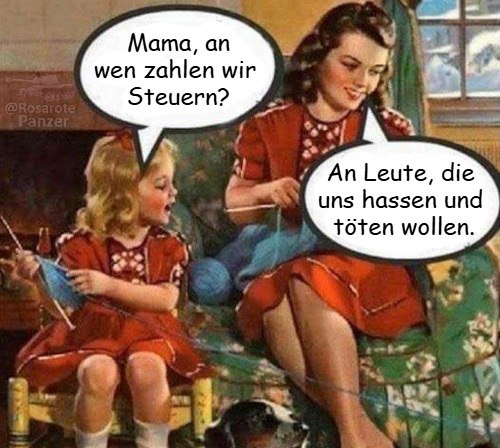 Mama, an
wen zahlen wir
Steuern?
@Rosarote
Panzer
An Leute, die
uns hassen und
töten wollen.